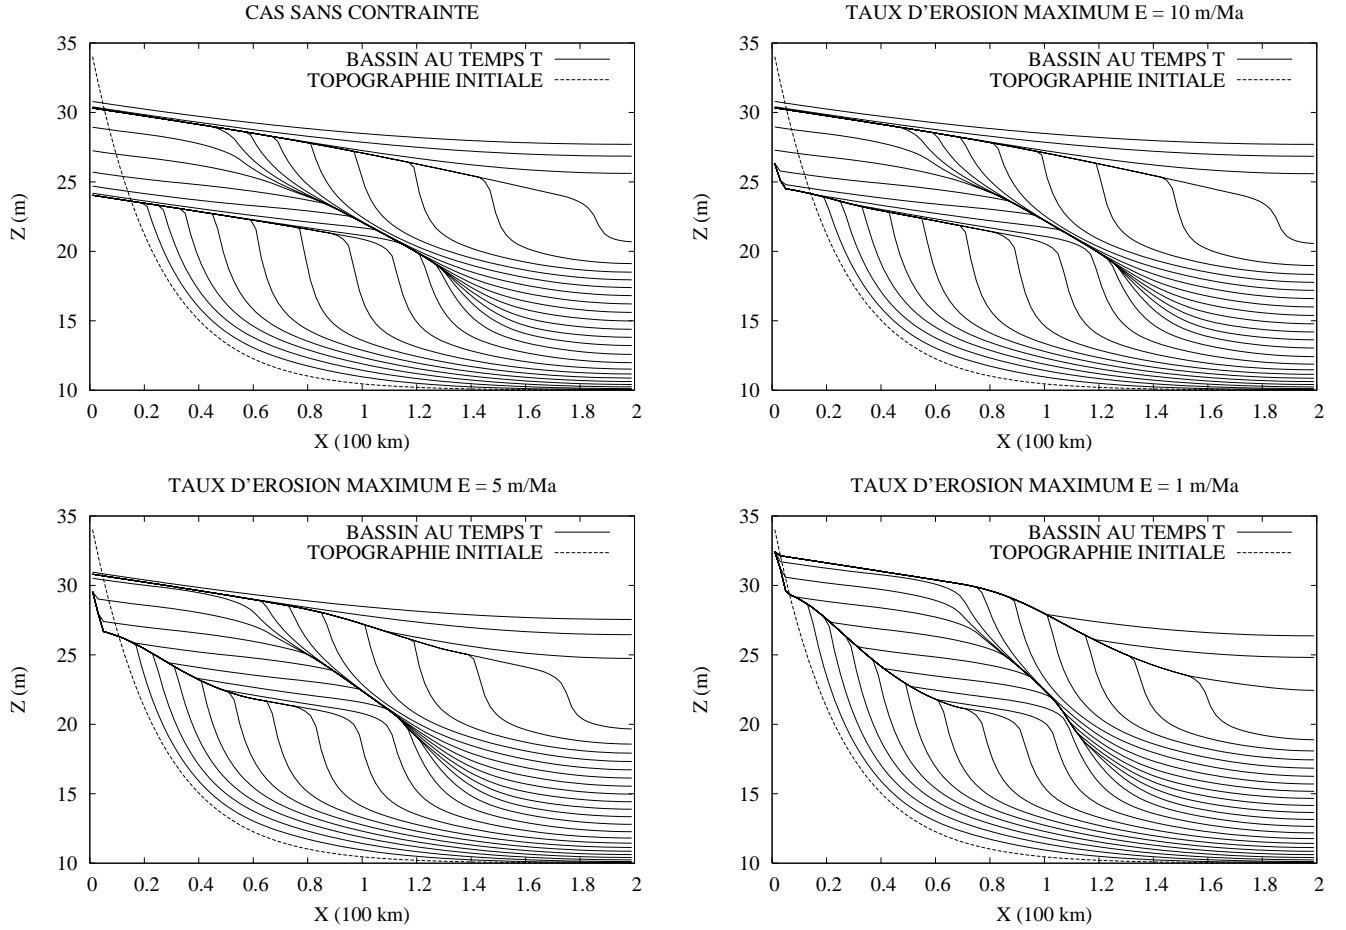 CAS SANS CONTRAINTE
35
30
25
20
15
10
Z (m)
BASSIN AU TEMPS T
TOPOGRAPHIE INITIALE
0 0.2 0.4 0.6 0.8 1 1.2 1.4 1.6 1.8 2
X (100 km)
TAUX D'EROSION MAXIMUM E = 10 m/Ma
35
30
25
20
15
10
Z (m)
BASSIN AU TEMPS T
TOPOGRAPHIE INITIALE
0 0.2 0.4 0.6 0.8 1 1.2 1.4 1.6 1.8 2
X (100 km)
TAUX D'EROSION MAXIMUM E = 5 m/Ma
35
30
25
20
15
10
Z (m)
BASSIN AU TEMPS T
TOPOGRAPHIE INITIALE
0 0.2 0.4 0.6 0.8 1 1.2 1.4 1.6 1.8 2
X (100 km)
TAUX D'EROSION MAXIMUM E = 1 m/Ma
35
30
25
20
15
10
Z (m)
BASSIN AU TEMPS T
TOPOGRAPHIE INITIALE
0 0.2 0.4 0.6 0.8 1 1.2 1.4 1.6 1.8 2
X (100 km)